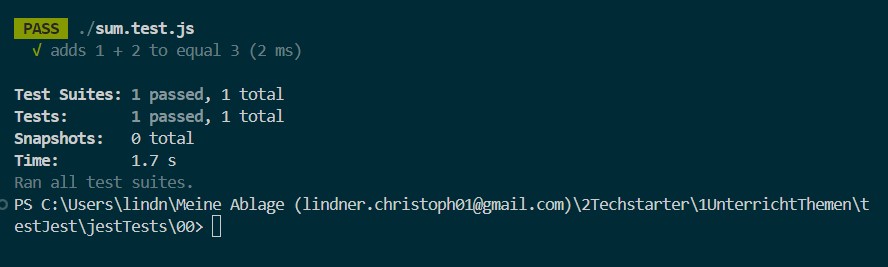 PASS ./sum.test.js
√ adds 1 + 2 to equal 3 (2 ms)
Test Suites: 1 passed, 1 total
Tests: 1 passed, 1 total
Snapshots: 0 total
Time: 1.7 s
Ran all test suites.
PS C:\Users\lindn\Meine Ablage (lindner.christoph01@gmail.com)\2Techstarter\1UnterrichtThemen\t
estJest\jestTests\00>